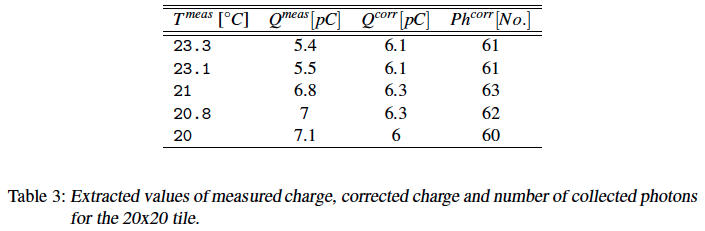 T^meas [°C] Q^meas [pC] Q^corr [pC] Ph^corr [No.]
23.3 5.4 6.1 61
23.1 5.5 6.1 61
21 6.8 6.3 63
20.8 7 6.3 62
20 7.1 6 60
Table 3: Extracted values of measured charge, corrected charge and number of collected photons
for the 20x20 tile.